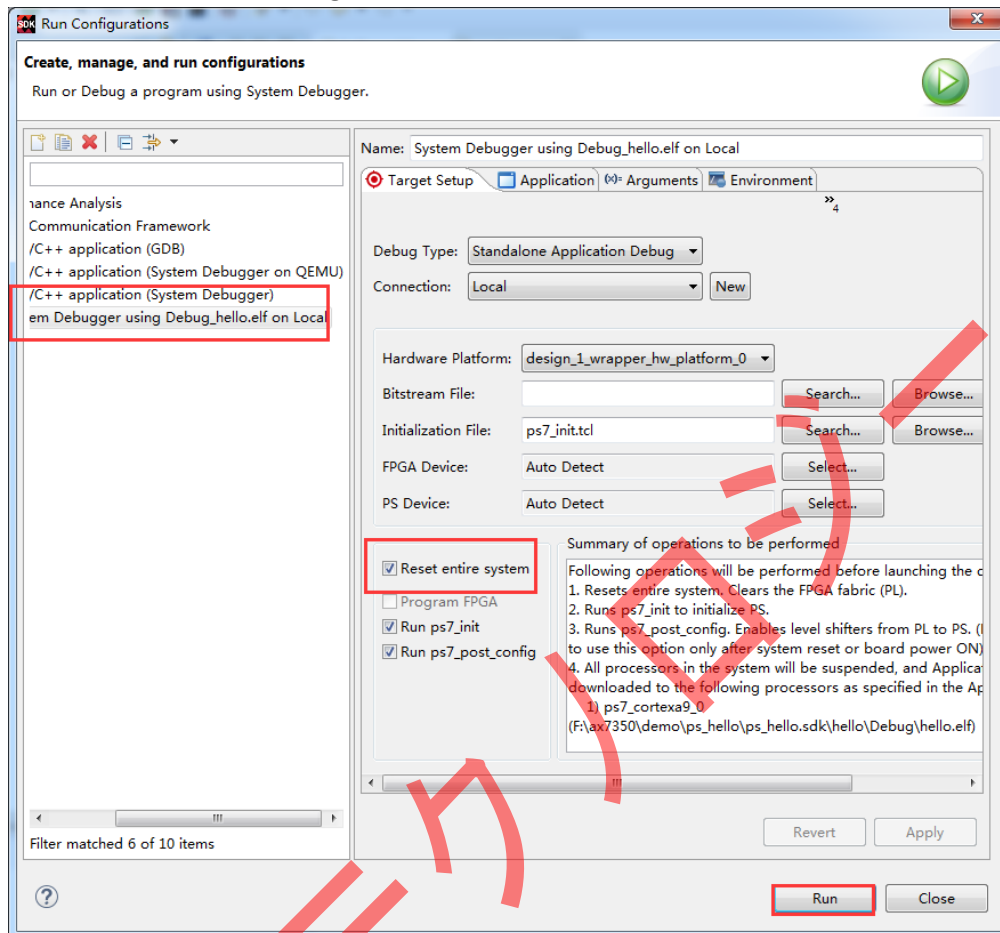 SDK Run Configurations
Create, manage, and run configurations
Run or Debug a program using System Debugger.
Name: System Debugger using Debug_hello.elf on Local
Target Setup Application (x)= Arguments Environment
»4
nance Analysis
Communication Framework
/C++ application (GDB)
/C++ application (System Debugger on QEMU)
/C++ application (System Debugger)
em Debugger using Debug_hello.elf on Local
Filter matched 6 of 10 items
Debug Type: Standalone Application Debug
Connection: Local New
Hardware Platform: design_1_wrapper_hw_platform_0
Bitstream File: Search... Browse...
Initialization File: ps7_init.tcl Search... Browse...
FPGA Device: Auto Detect Select...
PS Device: Auto Detect Select...
Reset entire system
Program FPGA
Run ps7_init
Run ps7_post_config
Summary of operations to be performed
Following operations will be performed before launching the d
1. Resets entire system. Clears the FPGA fabric (PL).
2. Runs ps7_init to initialize PS.
3. Runs ps7_post_config. Enables level shifters from PL to PS. (
to use this option only after system reset or board power ON)
4. All processors in the system will be suspended, and Applica
downloaded to the following processors as specified in the Ap
1) ps7_cortexa9_0
(F:\ax7350\demo\ps_hello\ps_hello.sdk\hello\Debug\hello.elf)
Revert Apply
Run Close
クロジー